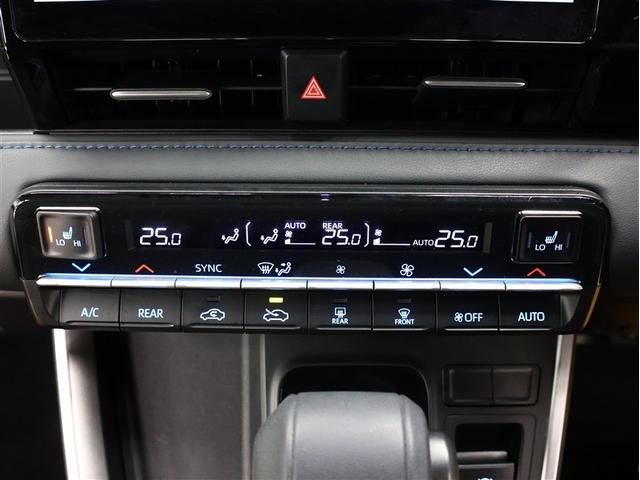 AUTO REAR
25.0 25.0 AUTO 25.0
LO HI LO HI
SYNC
A/C REAR REAR FRONT OFF AUTO